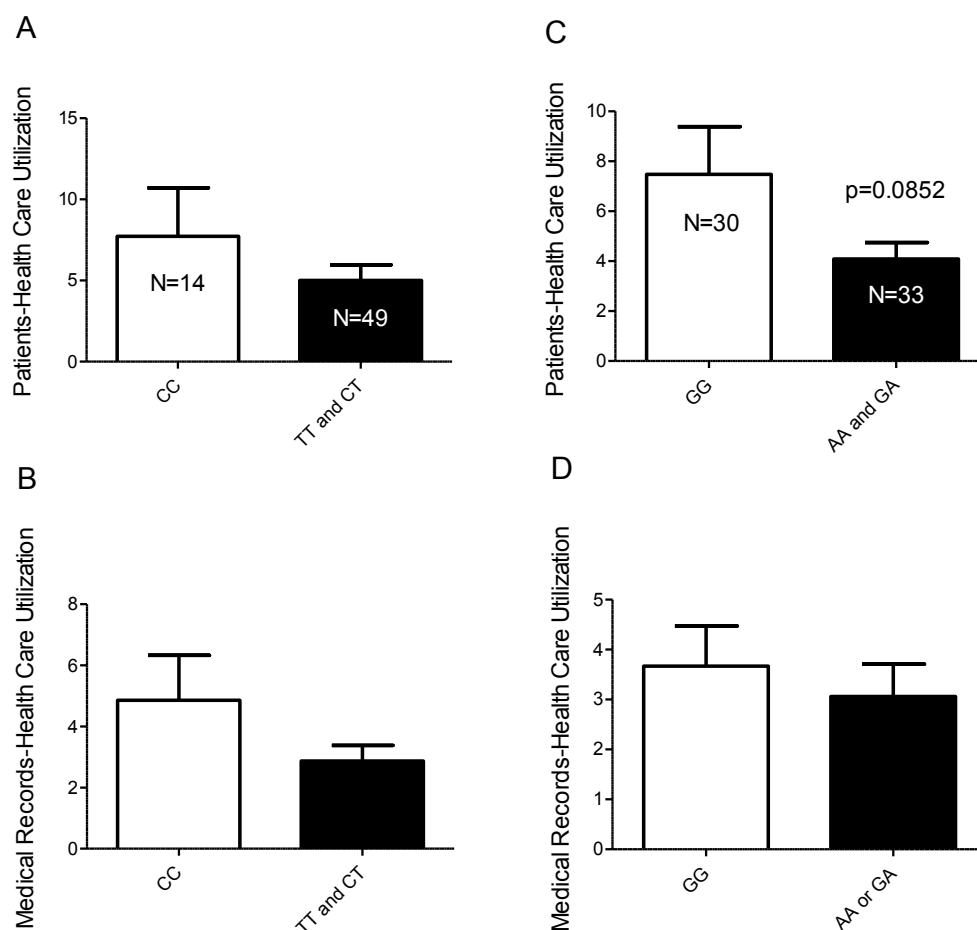 A
Patients-Health Care Utilization
15
10
5
0
N=14
N=49
CC
TT and CT
C
Patients-Health Care Utilization
10
8
6
4
2
0
N=30
p=0.0852
N=33
GG
AA and GA
B
Medical Records-Health Care Utilization
8
6
4
2
0
CC
TT and CT
D
Medical Records-Health Care Utilization
5
4
3
2
1
0
GG
AA or GA